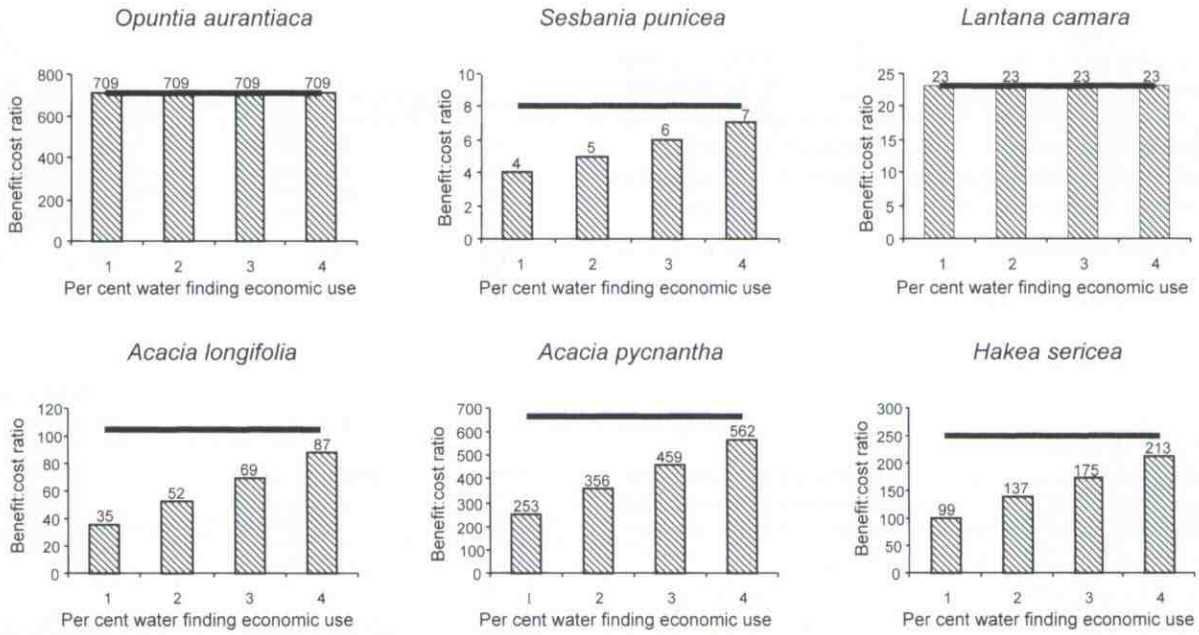 Opuntia aurantiaca
Benefit:cost ratio
800
600
400
200
0
709 709 709 709
1 2 3 4
Per cent water finding economic use
Sesbania punicea
Benefit:cost ratio
10
8
6
4
2
0
4 5 6 7
1 2 3 4
Per cent water finding economic use
Lantana camara
Benefit:cost ratio
25
20
15
10
5
0
23 23 23 23
1 2 3 4
Per cent water finding economic use
Acacia longifolia
Benefit:cost ratio
120
100
80
60
40
20
0
35 52 69 87
1 2 3 4
Per cent water finding economic use
Acacia pycnantha
Benefit:cost ratio
700
600
500
400
300
200
100
0
253 356 459 562
1 2 3 4
Per cent water finding economic use
Hakea sericea
Benefit:cost ratio
300
250
200
150
100
50
0
99 137 175 213
1 2 3 4
Per cent water finding economic use